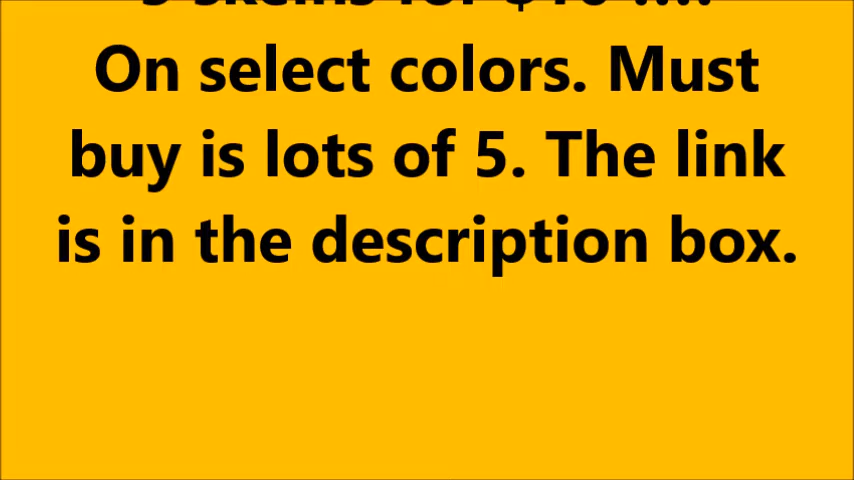 On select colors. Must
buy is lots of 5. The link
is in the description box.